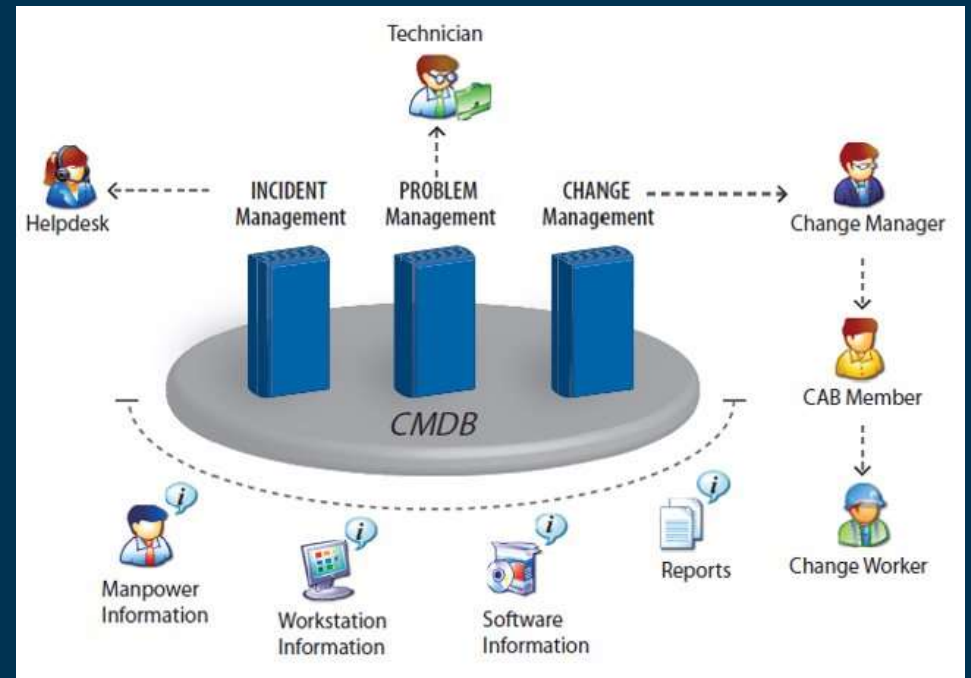 Technician
Helpdesk
INCIDENT
Management
PROBLEM
Management
CHANGE
Management
Change Manager
CAB Member
CMDB
Change Worker
Manpower
Information
Workstation
Information
Software
Information
Reports
i
i
i
i